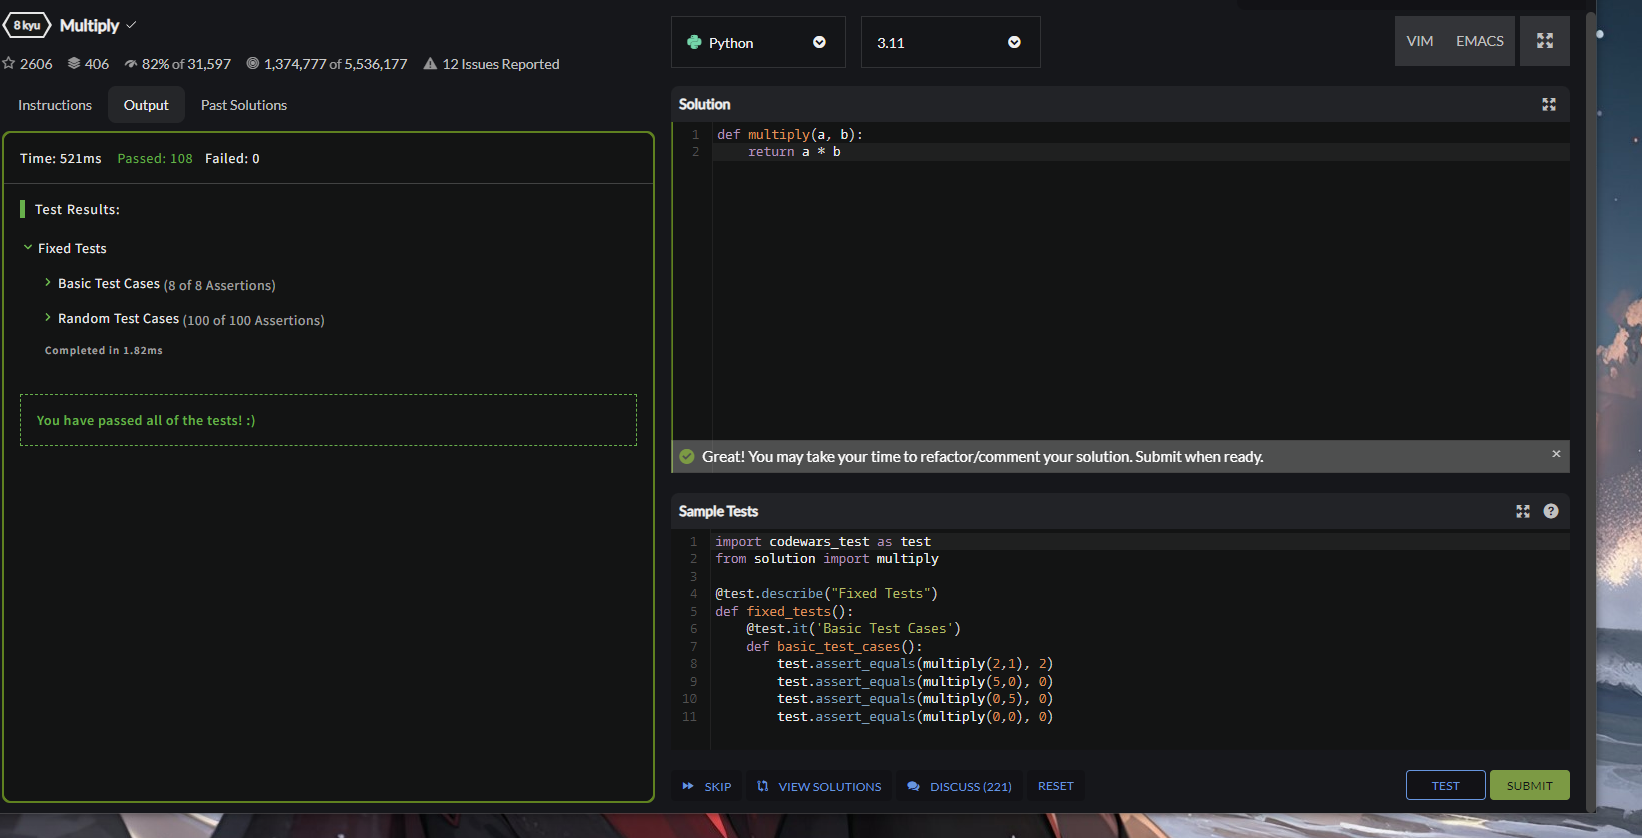 8 kyu Multiply
2606 406 82% of 31,597 1,374,777 of 5,536,177 12 Issues Reported
Instructions Output Past Solutions
Time: 521ms Passed: 108 Failed: 0
Test Results:
Fixed Tests
Basic Test Cases (8 of 8 Assertions)
Random Test Cases (100 of 100 Assertions)
Completed in 1.82ms
You have passed all of the tests! :)
Python 3.11 VIM EMACS
Solution
1 def multiply(a, b):
2     return a * b
Great! You may take your time to refactor/comment your solution. Submit when ready. ×
Sample Tests ?
1 import codewars_test as test
2 from solution import multiply
3
4 @test.describe("Fixed Tests")
5 def fixed_tests():
6     @test.it('Basic Test Cases')
7     def basic_test_cases():
8         test.assert_equals(multiply(2,1), 2)
9         test.assert_equals(multiply(5,0), 0)
10         test.assert_equals(multiply(0,5), 0)
11         test.assert_equals(multiply(0,0), 0)
SKIP VIEW SOLUTIONS DISCUSS (221) RESET TEST SUBMIT